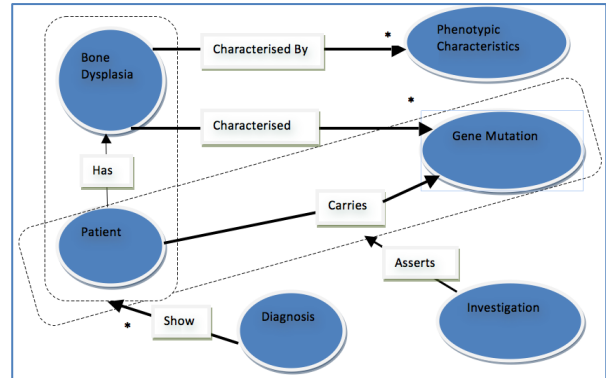 Bone
Dysplasia
Characterised By
*
Phenotypic
Characteristics
Characterised
*
Gene Mutation
Has
Carries
Patient
Asserts
*
Show
Diagnosis
Investigation